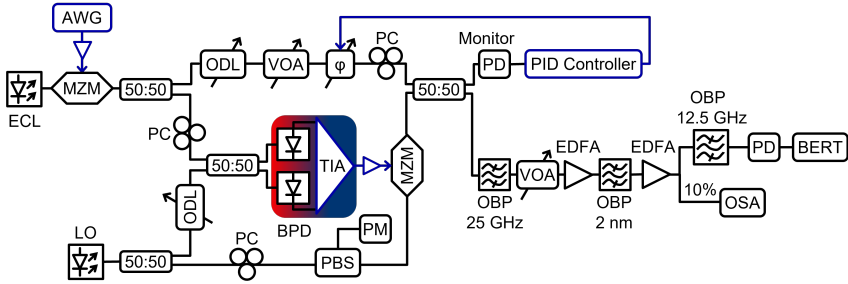 AWG
PC
Monitor
ODL
VOA
φ
PD
PID Controller
MZM
50:50
50:50
ECL
OBP
12.5 GHz
PC
EDFA
EDFA
50:50
TIA
MZM
PD
BERT
VOA
ODL
OBP
25 GHz
OBP
2 nm
10%
OSA
LO
PC
BPD
PM
50:50
PBS